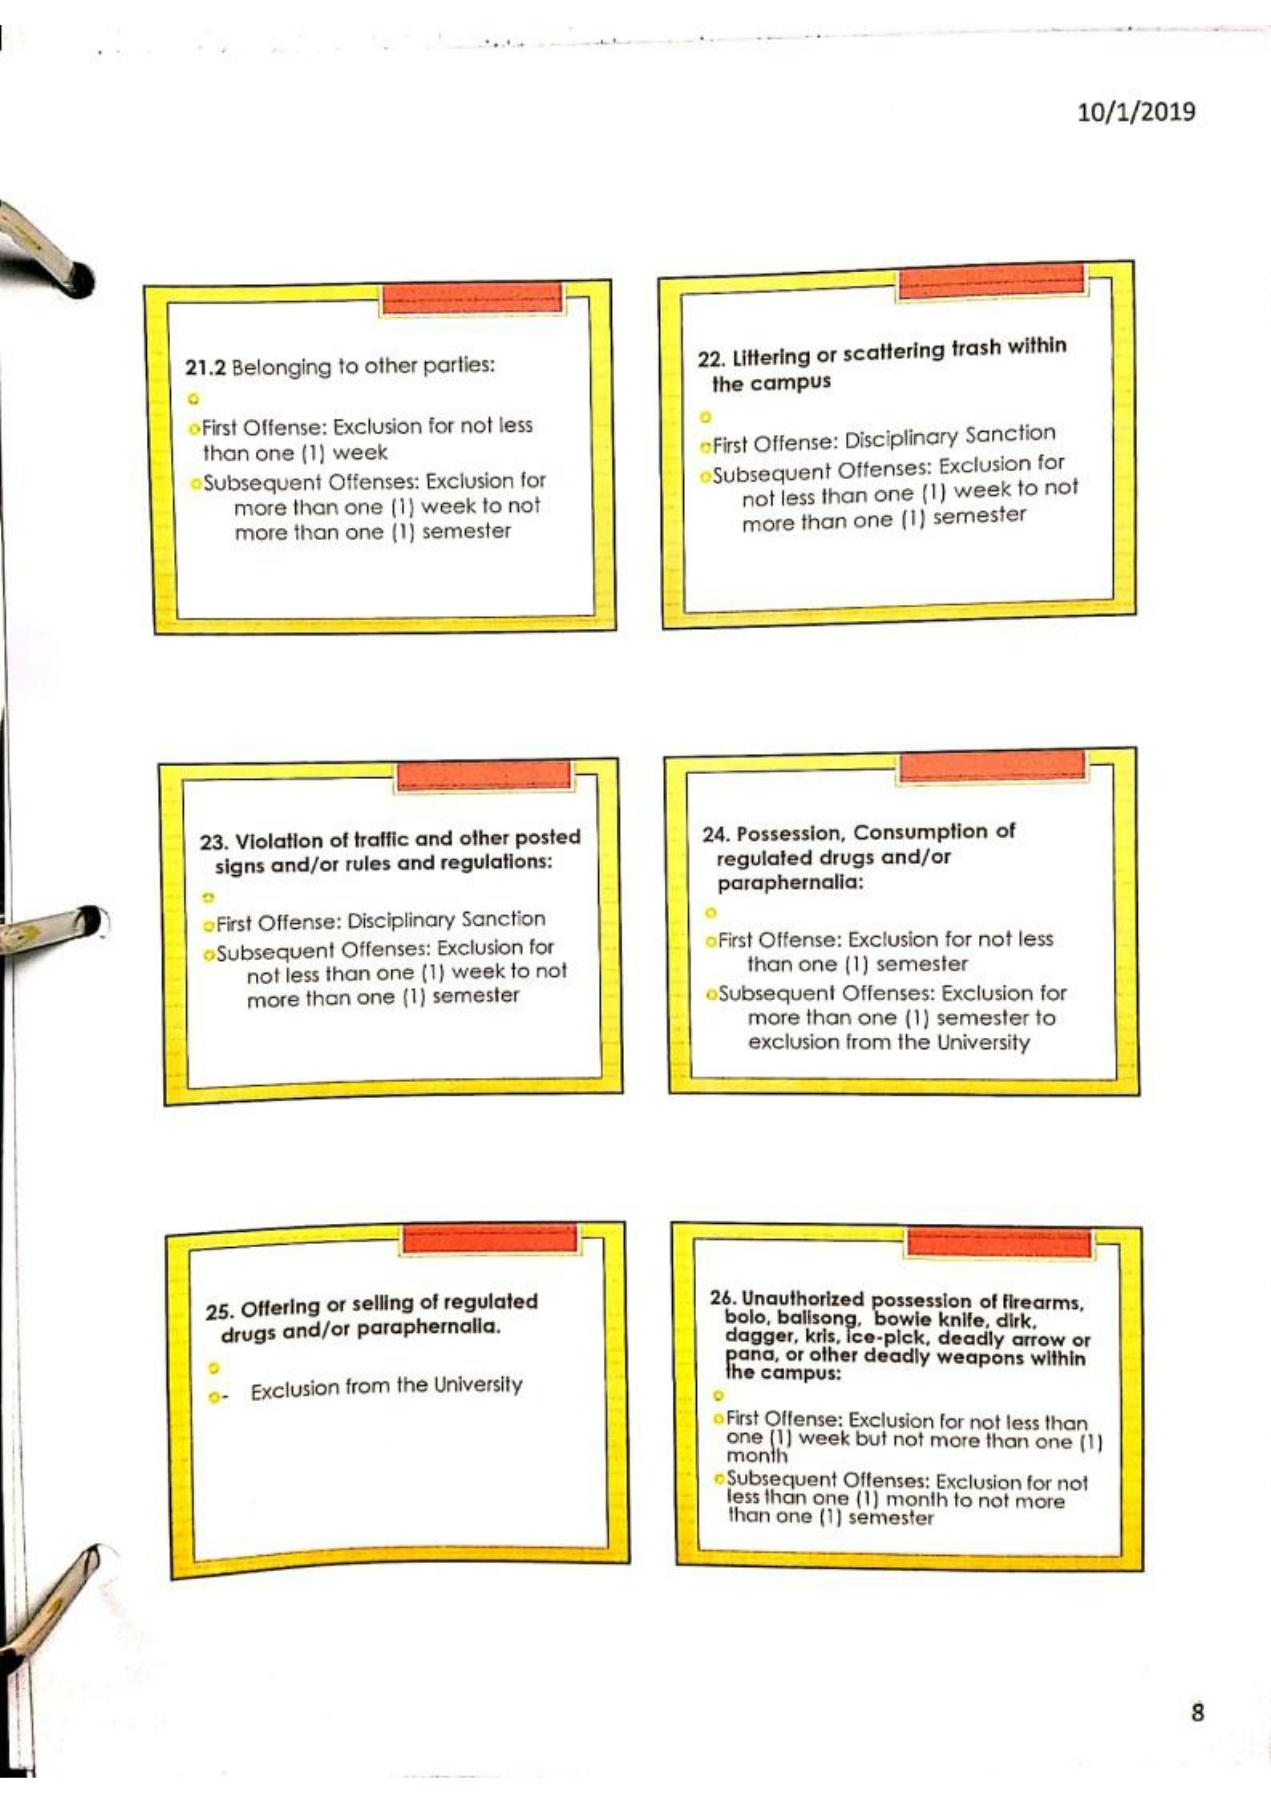 10/1/2019
21.2 Belonging to other parties:
First Offense: Exclusion for not less
than one (1) week
Subsequent Offenses: Exclusion for
more than one (1) week to not
more than one (1) semester
22. Littering or scattering trash within
the campus
First Offense: Disciplinary Sanction
Subsequent Offenses: Exclusion for
not less than one (1) week to not
more than one (1) semester
23. Violation of traffic and other posted
signs and/or rules and regulations:
First Offense: Disciplinary Sanction
Subsequent Offenses: Exclusion for
not less than one (1) week to not
more than one (1) semester
24. Possession, Consumption of
regulated drugs and/or
paraphernalia:
First Offense: Exclusion for not less
than one (1) semester
Subsequent Offenses: Exclusion for
more than one (1) semester to
exclusion from the University
25. Offering or selling of regulated
drugs and/or paraphernalia.
- Exclusion from the University
26. Unauthorized possession of firearms,
bolo, balisong, bowie knife, dirk,
dagger, kris, ice-pick, deadly arrow or
pana, or other deadly weapons within
the campus:
First Offense: Exclusion for not less than
one (1) week but not more than one (1)
month
Subsequent Offenses: Exclusion for not
less than one (1) month to not more
than one (1) semester
8